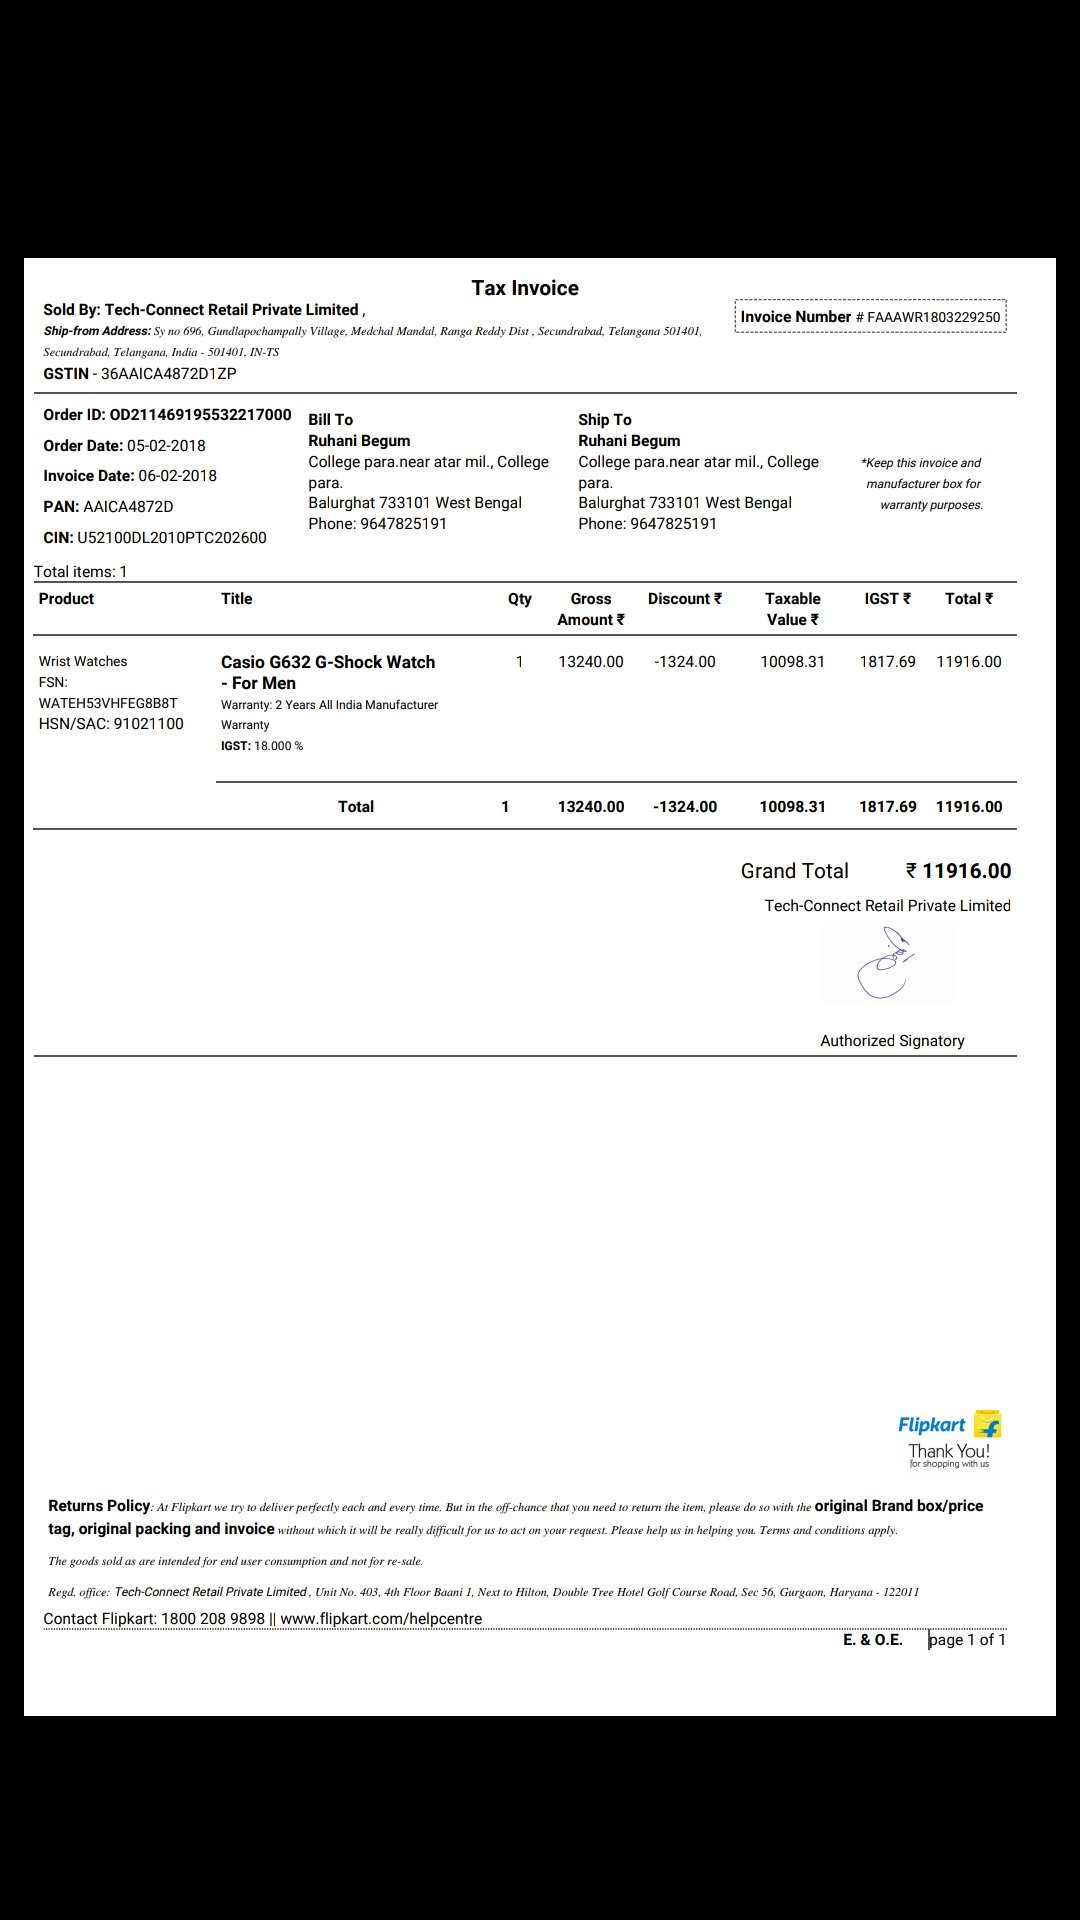 Tax Invoice
Sold By: Tech-Connect Retail Private Limited ,
Invoice Number # FAAAWR1803229250
Ship-from Address: Sy no 696, Gundlapochampally Village, Medchal Mandal, Ranga Reddy Dist , Secundrabad, Telangana 501401,
Secundrabad, Telangana, India - 501401, IN-TS
GSTIN - 36AAICA4872D1ZP
Order ID: OD211469195532217000
Order Date: 05-02-2018
Invoice Date: 06-02-2018
PAN: AAICA4872D
CIN: U52100DL2010PTC202600
Bill To
Ruhani Begum
College para.near atar mil., College
para.
Balurghat 733101 West Bengal
Phone: 9647825191
Ship To
Ruhani Begum
College para.near atar mil., College
para.
Balurghat 733101 West Bengal
Phone: 9647825191
*Keep this invoice and
manufacturer box for
warranty purposes.
Total items: 1
Product Title Qty Gross Amount ₹ Discount ₹ Taxable Value ₹ IGST ₹ Total ₹
Wrist Watches
FSN:
WATEH53VHFEG8B8T
HSN/SAC: 91021100
Casio G632 G-Shock Watch
- For Men
Warranty: 2 Years All India Manufacturer
Warranty
IGST: 18.000 %
1 13240.00 -1324.00 10098.31 1817.69 11916.00
Total 1 13240.00 -1324.00 10098.31 1817.69 11916.00
Grand Total ₹ 11916.00
Tech-Connect Retail Private Limited
Authorized Signatory
Flipkart
Thank You!
for shopping with us
Returns Policy: At Flipkart we try to deliver perfectly each and every time. But in the off-chance that you need to return the item, please do so with the original Brand box/price
tag, original packing and invoice without which it will be really difficult for us to act on your request. Please help us in helping you. Terms and conditions apply.
The goods sold as are intended for end user consumption and not for re-sale.
Regd. office: Tech-Connect Retail Private Limited , Unit No. 403, 4th Floor Baani 1, Next to Hilton, Double Tree Hotel Golf Course Road, Sec 56, Gurgaon, Haryana - 122011
Contact Flipkart: 1800 208 9898 || www.flipkart.com/helpcentre
E. & O.E. page 1 of 1